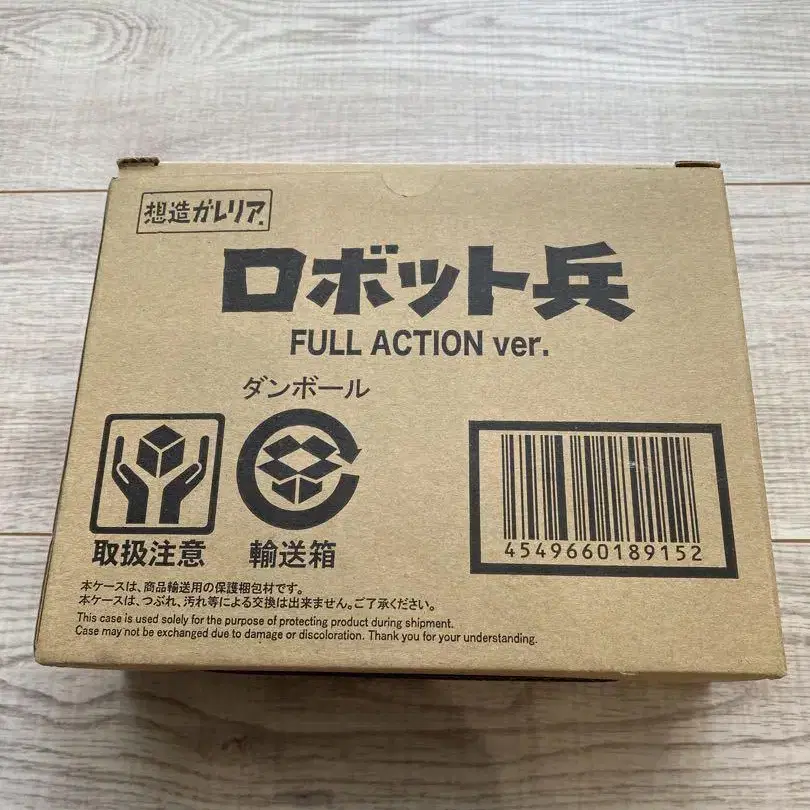 想造ガレリア
ロボット兵
FULL ACTION ver.
ダンボール
取扱注意
輸送箱
4549660189152
本ケースは、商品輸送用の保護梱包材です。
本ケースは、つぶれ、汚れ等による交換は出来ません。ご了承ください。
This case is used solely for the purpose of protecting product during shipment.
Case may not be exchanged due to damage or discoloration. Thank you for your understanding.